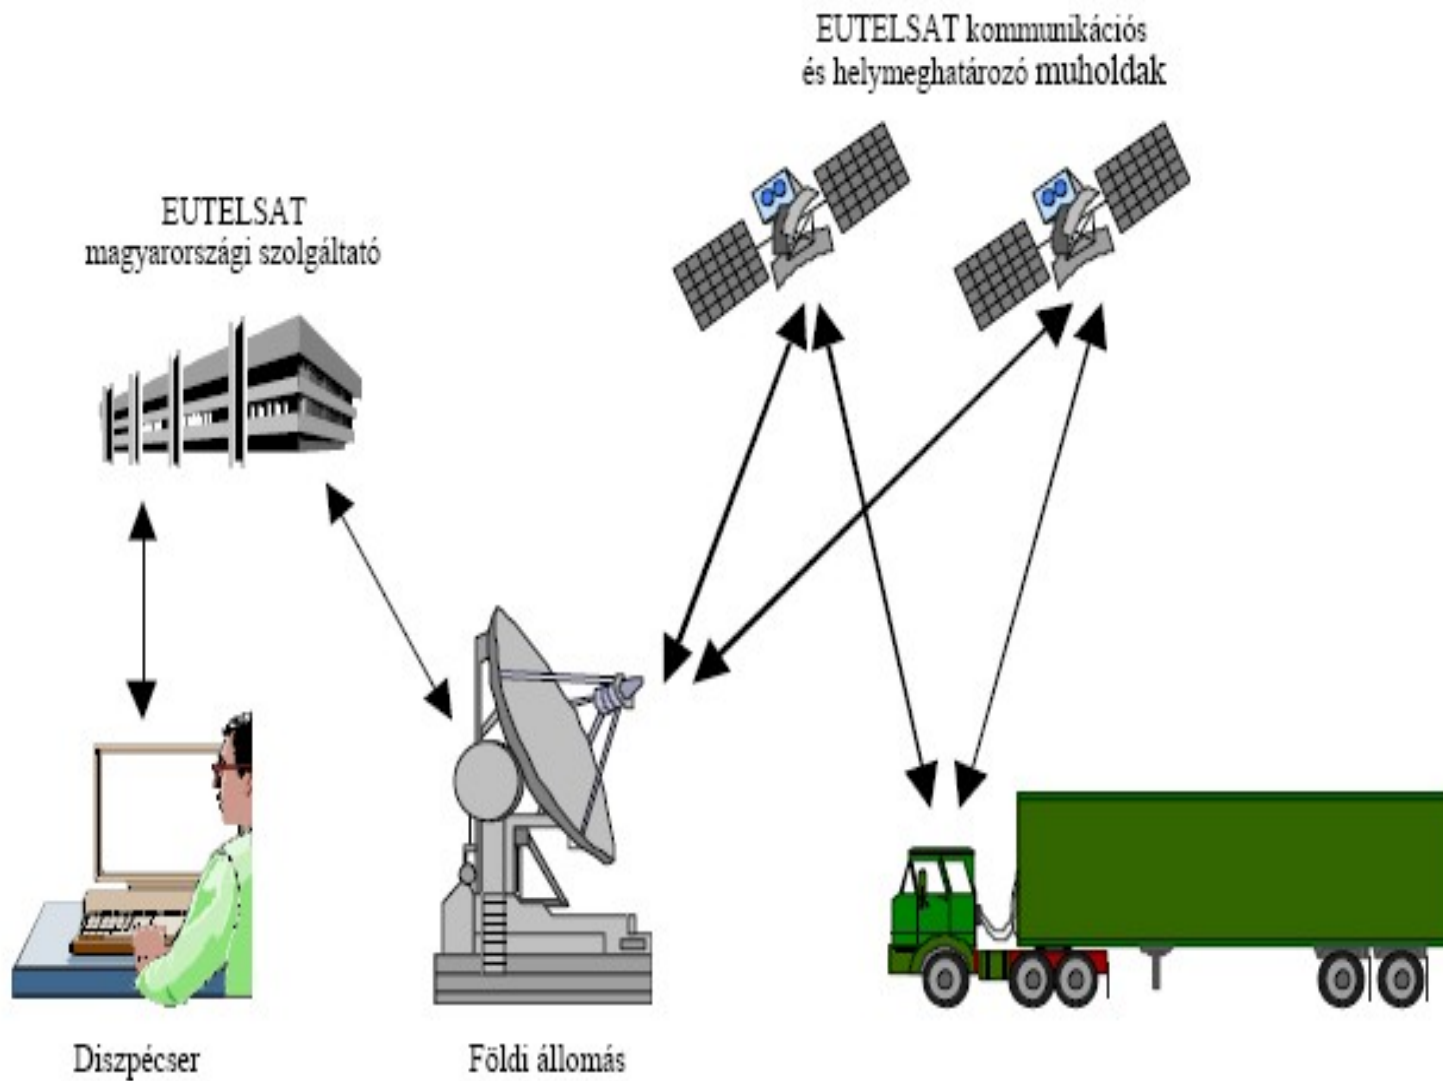 EUTELSAT kommunikációs
és helymeghatározó muholdak
EUTELSAT
magyarországi szolgáltató
Diszpécser
Földi állomás